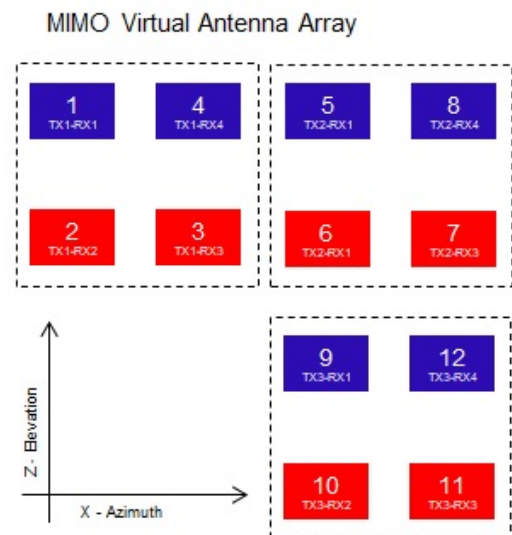 MIMO Virtual Antenna Array
1
TX1-RX1
4
TX1-RX4
5
TX2-RX1
8
TX2-RX4
2
TX1-RX2
3
TX1-RX3
6
TX2-RX1
7
TX2-RX3
9
TX3-RX1
12
TX3-RX4
10
TX3-RX2
11
TX3-RX3
Z - Elevation
X - Azimuth